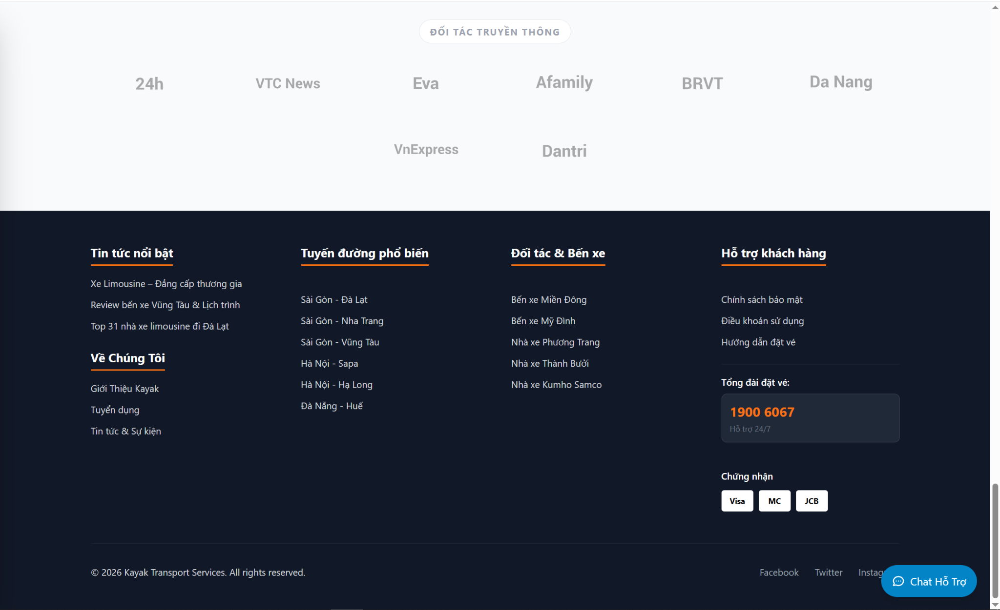 ĐỐI TÁC TRUYỀN THÔNG
24h
VTC News
Eva
Afamily
BRVT
Da Nang
VnExpress
Dantri
Tin tức nổi bật
Xe Limousine – Đẳng cấp thương gia
Review bến xe Vũng Tàu & Lịch trình
Top 31 nhà xe limousine đi Đà Lạt
Về Chúng Tôi
Giới Thiệu Kayak
Tuyển dụng
Tin tức & Sự kiện
Tuyến đường phổ biến
Sài Gòn - Đà Lạt
Sài Gòn - Nha Trang
Sài Gòn - Vũng Tàu
Hà Nội - Sapa
Hà Nội - Hạ Long
Đà Nẵng - Huế
Đối tác & Bến xe
Bến xe Miền Đông
Bến xe Mỹ Đình
Nhà xe Phương Trang
Nhà xe Thành Bưởi
Nhà xe Kumho Samco
Hỗ trợ khách hàng
Chính sách bảo mật
Điều khoản sử dụng
Hướng dẫn đặt vé
Tổng đài đặt vé:
1900 6067
Hỗ trợ 24/7
Chứng nhận
Visa
MC
JCB
© 2026 Kayak Transport Services. All rights reserved.
Facebook
Twitter
Chat Hỗ Trợ